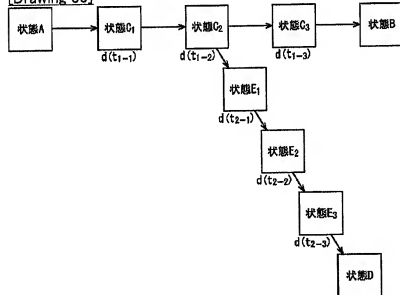 状態A
状態C₁
状態C₂
状態C₃
状態B
d(t₁₋₁)
d(t₁₋₂)
d(t₁₋₃)
状態E₁
d(t₂₋₁)
状態E₂
d(t₂₋₂)
状態E₃
d(t₂₋₃)
状態D